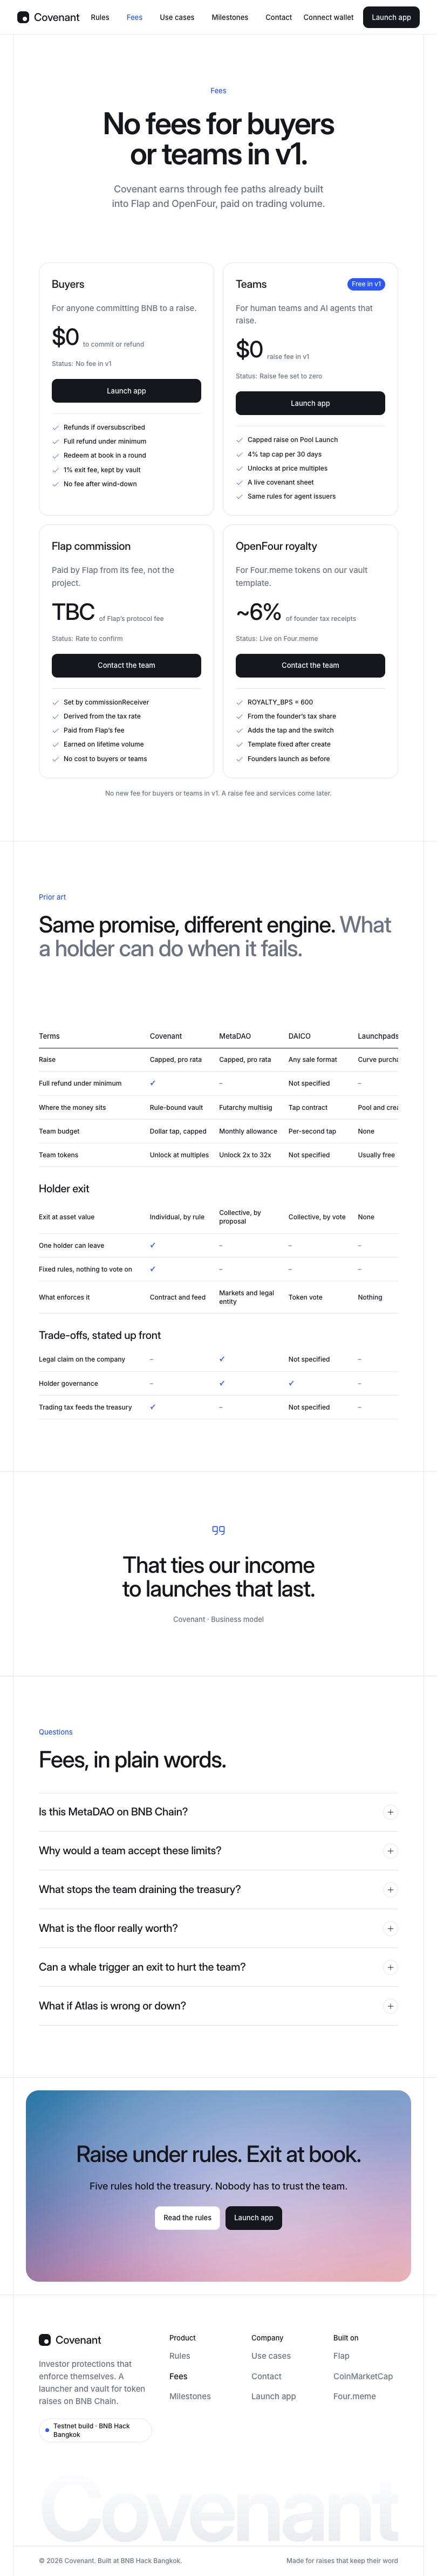 Covenant Rules Fees Use cases Milestones Contact Connect wallet Launch app
Fees
No fees for buyers
or teams in v1.
Covenant earns through fee paths already built
into Flap and OpenFour, paid on trading volume.
Buyers
For anyone committing BNB to a raise.
$0 to commit or refund
Status: No fee in v1
Launch app
Refunds if oversubscribed
Full refund under minimum
Redeem at book in a round
1% exit fee, kept by vault
No fee after wind-down
Teams Free in v1
For human teams and AI agents that
raise.
$0 raise fee in v1
Status: Raise fee set to zero
Launch app
Capped raise on Pool Launch
4% tap cap per 30 days
Unlocks at price multiples
A live covenant sheet
Same rules for agent issuers
Flap commission
Paid by Flap from its fee, not the
project.
TBC of Flap's protocol fee
Status: Rate to confirm
Contact the team
Set by commissionReceiver
Derived from the tax rate
Paid from Flap's fee
Earned on lifetime volume
No cost to buyers or teams
OpenFour royalty
For Four.meme tokens on our vault
template.
~6% of founder tax receipts
Status: Live on Four.meme
Contact the team
ROYALTY_BPS = 600
From the founder's tax share
Adds the tap and the switch
Template fixed after create
Founders launch as before
No new fee for buyers or teams in v1. A raise fee and services come later.
Prior art
Same promise, different engine. What
a holder can do when it fails.
Terms Covenant MetaDAO DAICO Launchpads
Raise Capped, pro rata Capped, pro rata Any sale format Curve purcha
Full refund under minimum ✓ – Not specified –
Where the money sits Rule-bound vault Futarchy multisig Tap contract Pool and crea
Team budget Dollar tap, capped Monthly allowance Per-second tap None
Team tokens Unlock at multiples Unlock 2x to 32x Not specified Usually free
Holder exit
Exit at asset value Individual, by rule Collective, by
proposal Collective, by vote None
One holder can leave ✓ – – –
Fixed rules, nothing to vote on ✓ – – –
What enforces it Contract and feed Markets and legal
entity Token vote Nothing
Trade-offs, stated up front
Legal claim on the company – ✓ Not specified –
Holder governance – ✓ ✓ –
Trading tax feeds the treasury ✓ – Not specified –
That ties our income
to launches that last.
Covenant · Business model
Questions
Fees, in plain words.
Is this MetaDAO on BNB Chain?
Why would a team accept these limits?
What stops the team draining the treasury?
What is the floor really worth?
Can a whale trigger an exit to hurt the team?
What if Atlas is wrong or down?
Raise under rules. Exit at book.
Five rules hold the treasury. Nobody has to trust the team.
Read the rules Launch app
Covenant
Investor protections that
enforce themselves. A
launcher and vault for token
raises on BNB Chain.
Testnet build · BNB Hack
Bangkok
Product
Rules
Fees
Milestones
Company
Use cases
Contact
Launch app
Built on
Flap
CoinMarketCap
Four.meme
Covenant
© 2026 Covenant. Built at BNB Hack Bangkok. Made for raises that keep their word